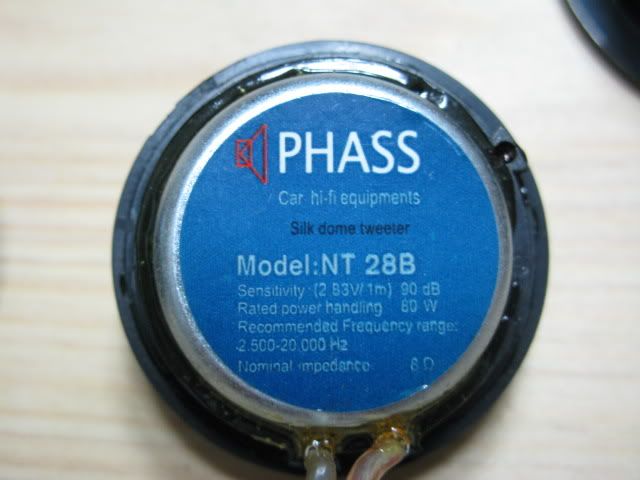 PHASS
Car hi-fi equipments
Silk dome tweeter
Model:NT 28B
Sensitivity (2.83V/1m) 90 dB
Rated power handling 80 W
Recommended Frequency range:
2.500-20.000 Hz
Nominal impedance Ω